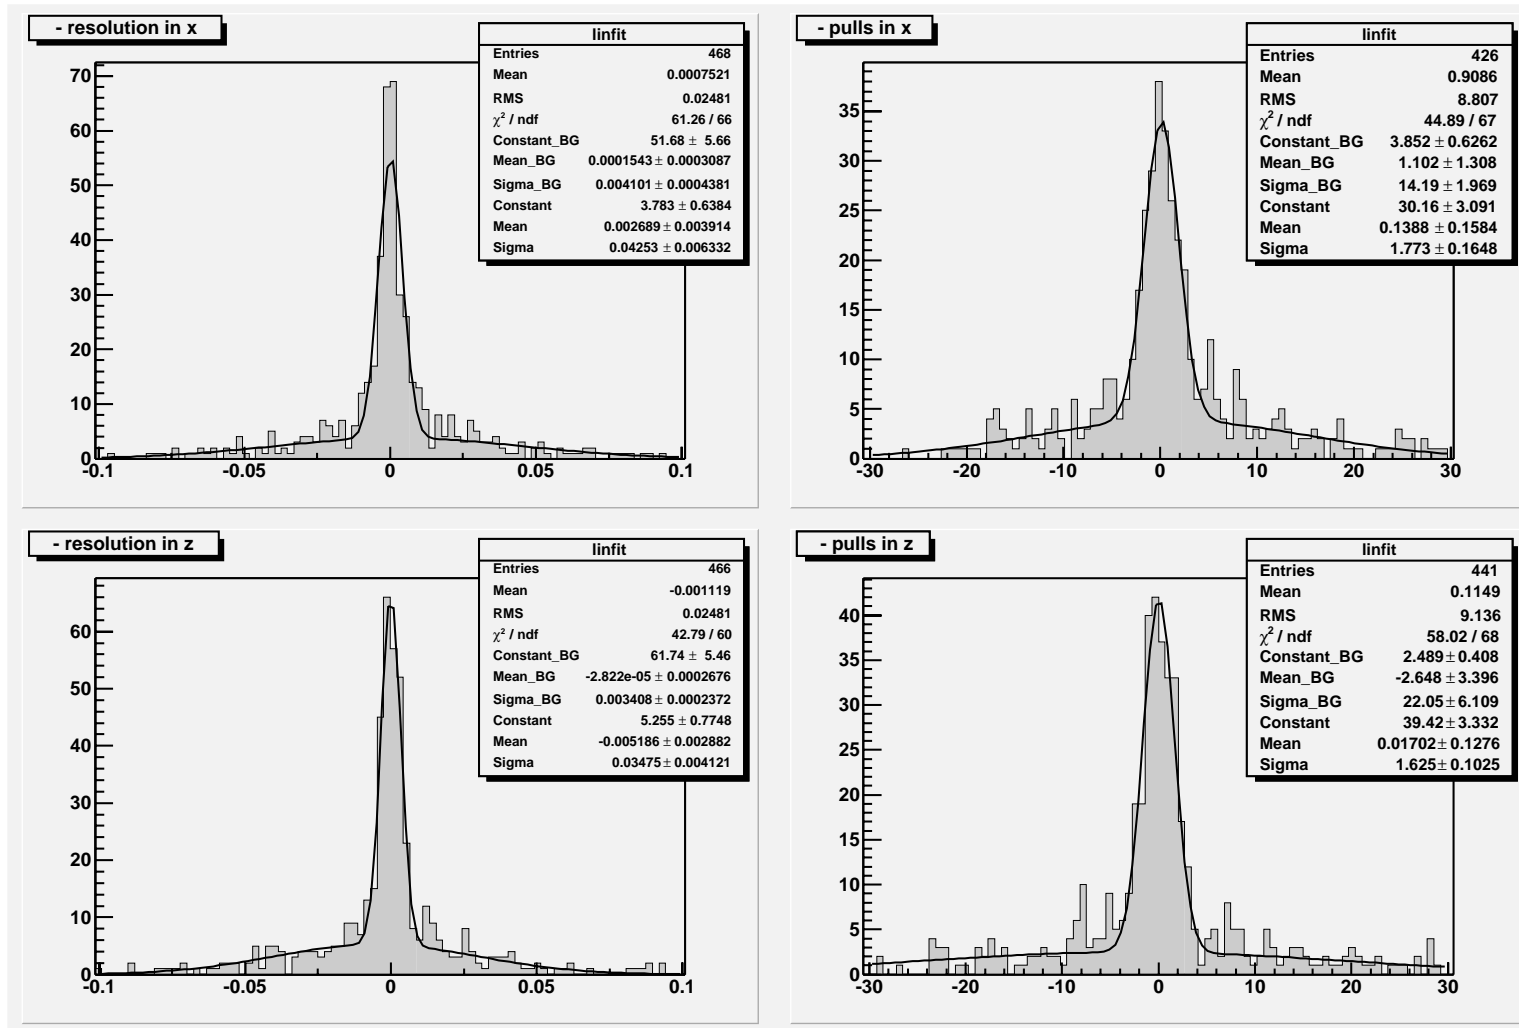 - resolution in x
linfit
Entries 468
Mean 0.0007521
RMS 0.02481
χ² / ndf 61.26 / 66
Constant_BG 51.68 ± 5.66
Mean_BG 0.0001543 ± 0.0003087
Sigma_BG 0.004101 ± 0.0004381
Constant 3.783 ± 0.6384
Mean 0.002689 ± 0.003914
Sigma 0.04253 ± 0.006332
70
60
50
40
30
20
10
0
-0.1 -0.05 0 0.05 0.1
- pulls in x
linfit
Entries 426
Mean 0.9086
RMS 8.807
χ² / ndf 44.89 / 67
Constant_BG 3.852 ± 0.6262
Mean_BG 1.102 ± 1.308
Sigma_BG 14.19 ± 1.969
Constant 30.16 ± 3.091
Mean 0.1388 ± 0.1584
Sigma 1.773 ± 0.1648
35
30
25
20
15
10
5
0
-30 -20 -10 0 10 20 30
- resolution in z
linfit
Entries 466
Mean -0.001119
RMS 0.02481
χ² / ndf 42.79 / 60
Constant_BG 61.74 ± 5.46
Mean_BG -2.822e-05 ± 0.0002676
Sigma_BG 0.003408 ± 0.0002372
Constant 5.255 ± 0.7748
Mean -0.005186 ± 0.002882
Sigma 0.03475 ± 0.004121
60
50
40
30
20
10
0
-0.1 -0.05 0 0.05 0.1
- pulls in z
linfit
Entries 441
Mean 0.1149
RMS 9.136
χ² / ndf 58.02 / 68
Constant_BG 2.489 ± 0.408
Mean_BG -2.648 ± 3.396
Sigma_BG 22.05 ± 6.109
Constant 39.42 ± 3.332
Mean 0.01702 ± 0.1276
Sigma 1.625 ± 0.1025
40
35
30
25
20
15
10
5
0
-30 -20 -10 0 10 20 30